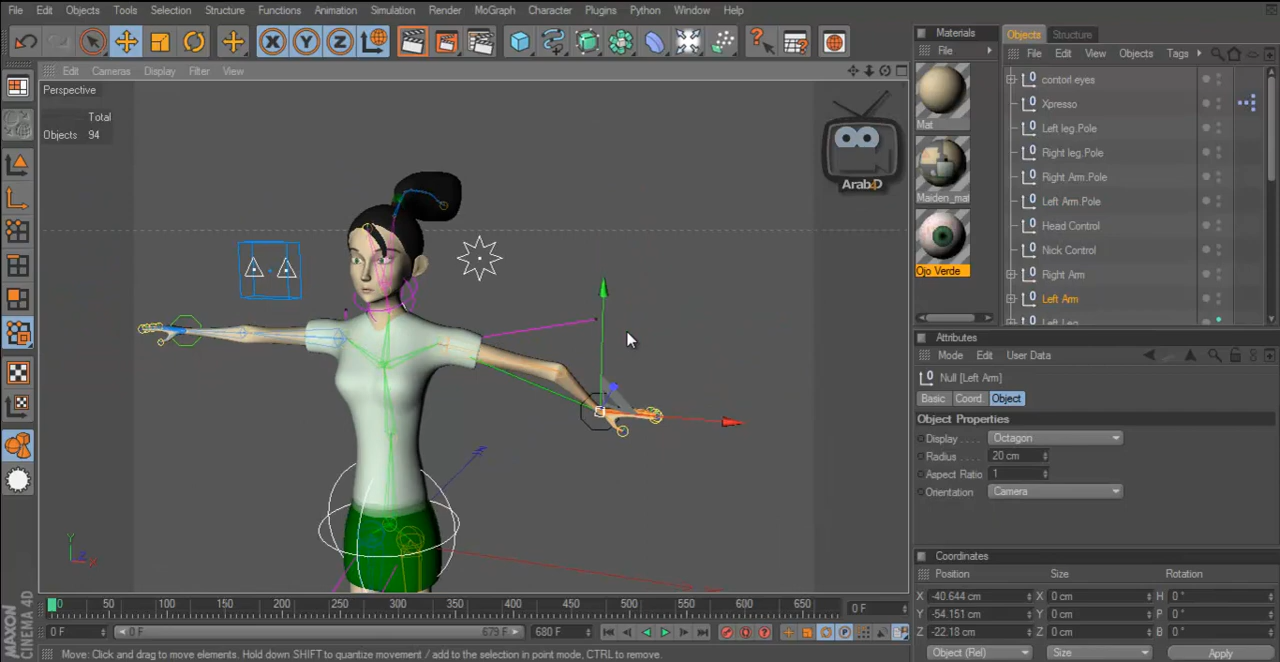 File Edit Tools Selection Structure Functions Animation Simulation Render MoGraph Character Plugins Python Window Help
X Y Z
Edit Cameras Display Filter View
Perspective
Total
Objects 94
Arab4D
Y
Z X
Materials
File
Mat
Maiden_mat
Ojo Verde
Objects Structure
File Edit View Objects Tags
contorl eyes
Xpresso
Left leg.Pole
Right leg.Pole
Right Arm.Pole
Left Arm.Pole
Head Control
Nick Control
Right Arm
Left Arm
Left Leg
Attributes
Mode Edit User Data
Null [Left Arm]
Basic Coord. Object
Object Properties
Display . . . . Octagon
Radius . . . . 20 cm
Aspect Ratio 1
Orientation Camera
Coordinates
Position Size Rotation
X -40.644 cm X 0 cm H 0 °
Y -54.151 cm Y 0 cm P 0 °
Z -22.18 cm Z 0 cm B 0 °
Object (Rel) Size Apply
0 50 100 150 200 250 300 350 400 450 500 550 600 650 0 F
0 F 0 F 679 F 680 F
MAXON
CINEMA 4D
Move: Click and drag to move elements. Hold down SHIFT to quantize movement / add to the selection in point mode, CTRL to remove.